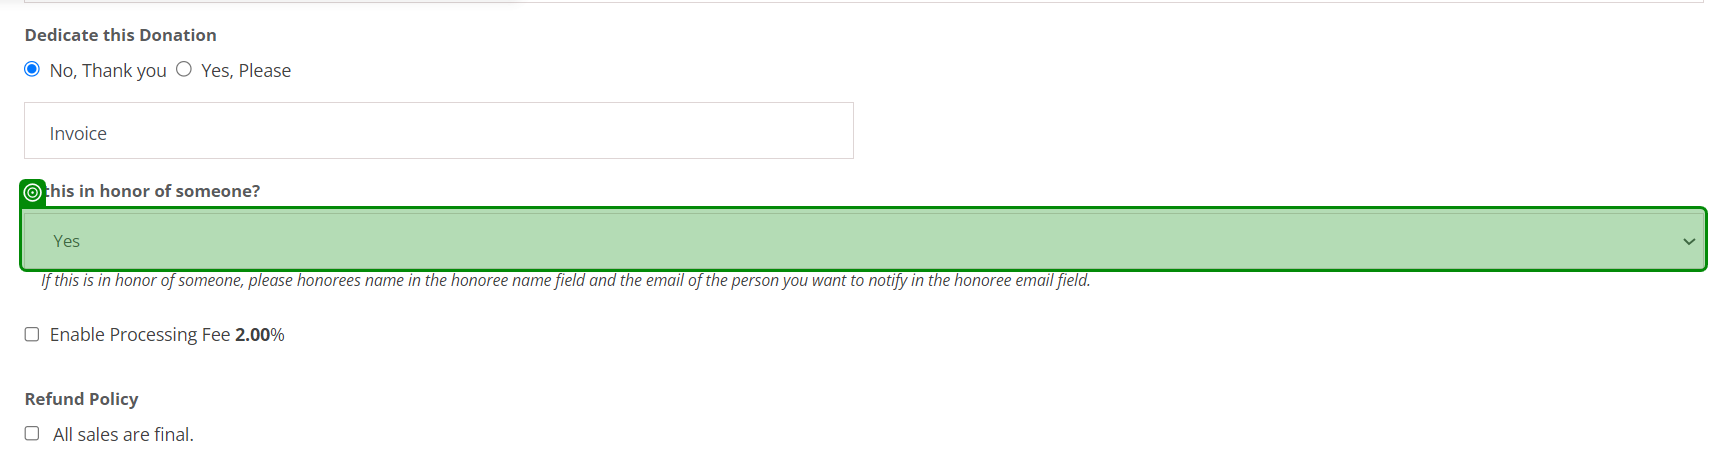 Dedicate this Donation
No, Thank you Yes, Please
Invoice
this in honor of someone?
Yes
If this is in honor of someone, please honorees name in the honoree name field and the email of the person you want to notify in the honoree email field.
Enable Processing Fee 2.00%
Refund Policy
All sales are final.